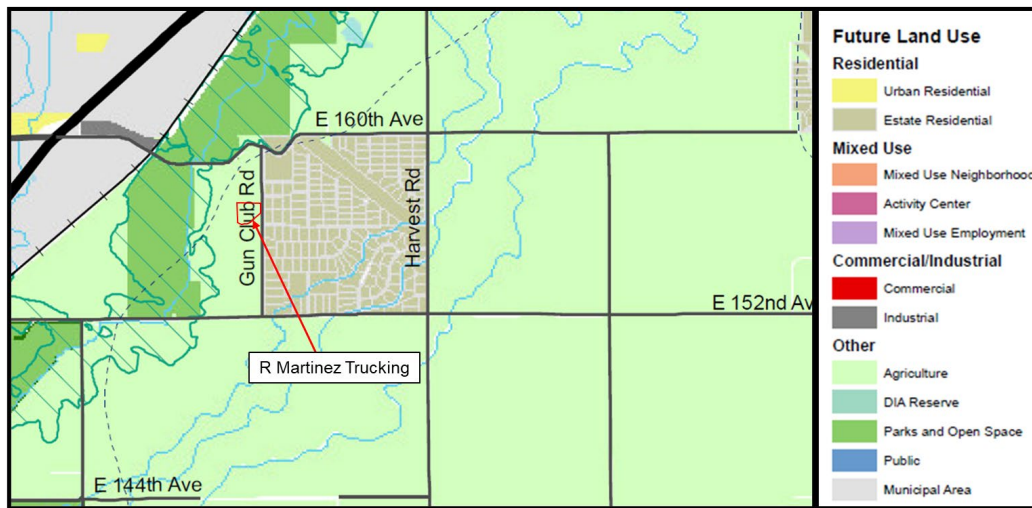 E 160th Ave
Gun Club Rd
Harvest Rd
E 152nd Av
R Martinez Trucking
E 144th Ave
Future Land Use
Residential
Urban Residential
Estate Residential
Mixed Use
Mixed Use Neighborhood
Activity Center
Mixed Use Employment
Commercial/Industrial
Commercial
Industrial
Other
Agriculture
DIA Reserve
Parks and Open Space
Public
Municipal Area